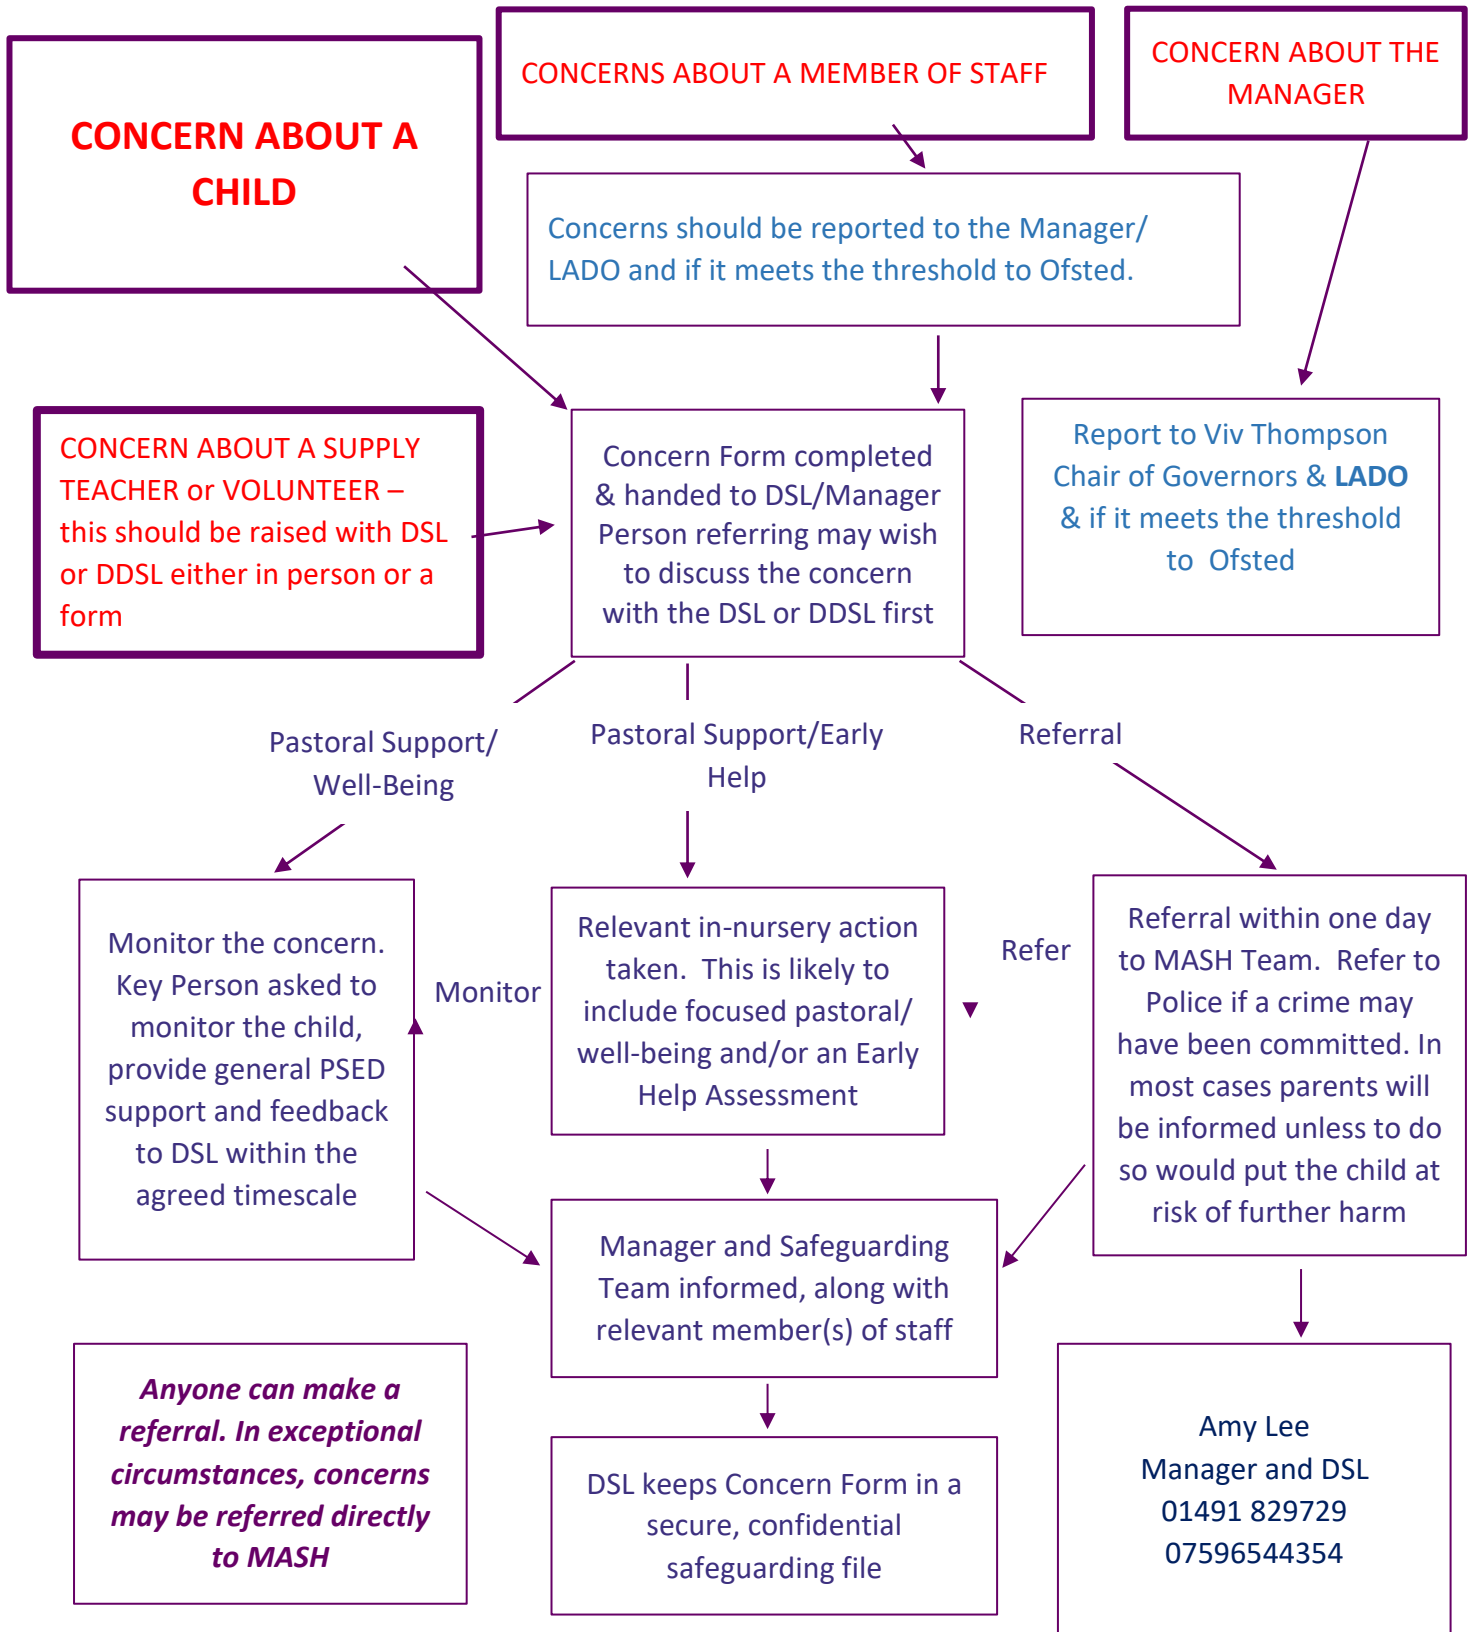 CONCERN ABOUT A
CHILD
CONCERNS ABOUT A MEMBER OF STAFF
CONCERN ABOUT THE
MANAGER
Concerns should be reported to the Manager/
LADO and if it meets the threshold to Ofsted.
CONCERN ABOUT A SUPPLY
TEACHER or VOLUNTEER –
this should be raised with DSL
or DDSL either in person or a
form
Concern Form completed
& handed to DSL/Manager
Person referring may wish
to discuss the concern
with the DSL or DDSL first
Report to Viv Thompson
Chair of Governors & LADO
& if it meets the threshold
to Ofsted
Pastoral Support/
Well-Being
Pastoral Support/Early
Help
Referral
Monitor the concern.
Key Person asked to
monitor the child,
provide general PSED
support and feedback
to DSL within the
agreed timescale
Monitor
Relevant in-nursery action
taken. This is likely to
include focused pastoral/
well-being and/or an Early
Help Assessment
Refer
Referral within one day
to MASH Team. Refer to
Police if a crime may
have been committed. In
most cases parents will
be informed unless to do
so would put the child at
risk of further harm
Manager and Safeguarding
Team informed, along with
relevant member(s) of staff
Anyone can make a
referral. In exceptional
circumstances, concerns
may be referred directly
to MASH
DSL keeps Concern Form in a
secure, confidential
safeguarding file
Amy Lee
Manager and DSL
01491 829729
07596544354